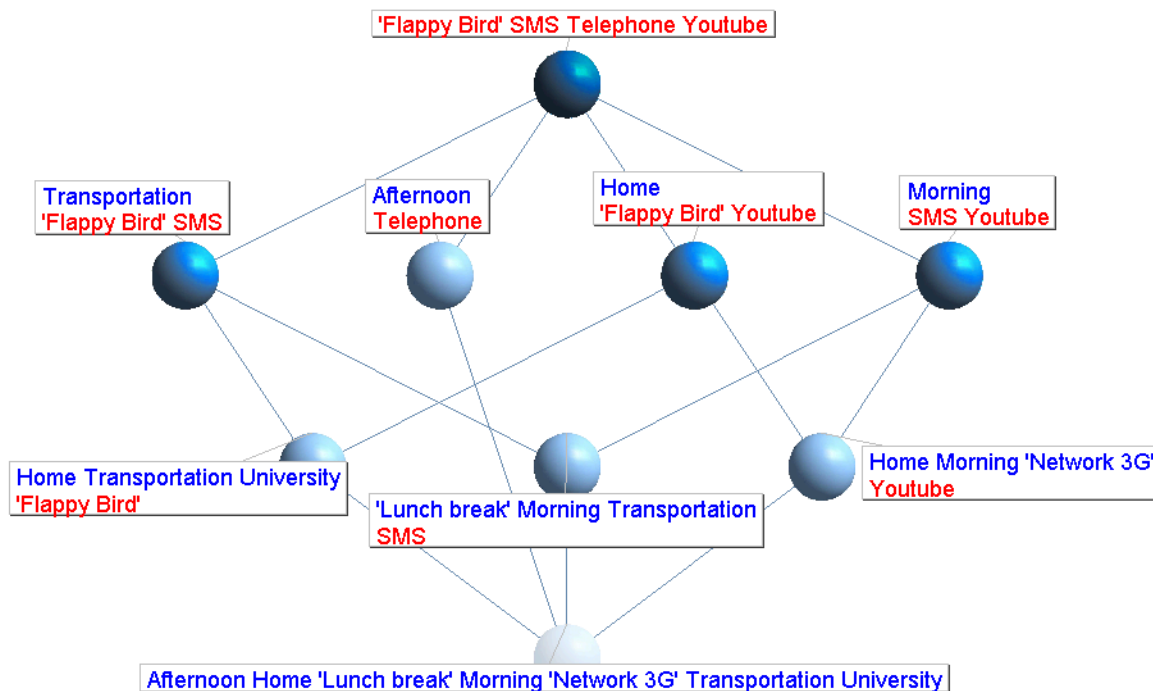 'Flappy Bird' SMS Telephone Youtube
Transportation
'Flappy Bird' SMS
Afternoon
Telephone
Home
'Flappy Bird' Youtube
Morning
SMS Youtube
Home Transportation University
'Flappy Bird'
'Lunch break' Morning Transportation
SMS
Home Morning 'Network 3G'
Youtube
Afternoon Home 'Lunch break' Morning 'Network 3G' Transportation University